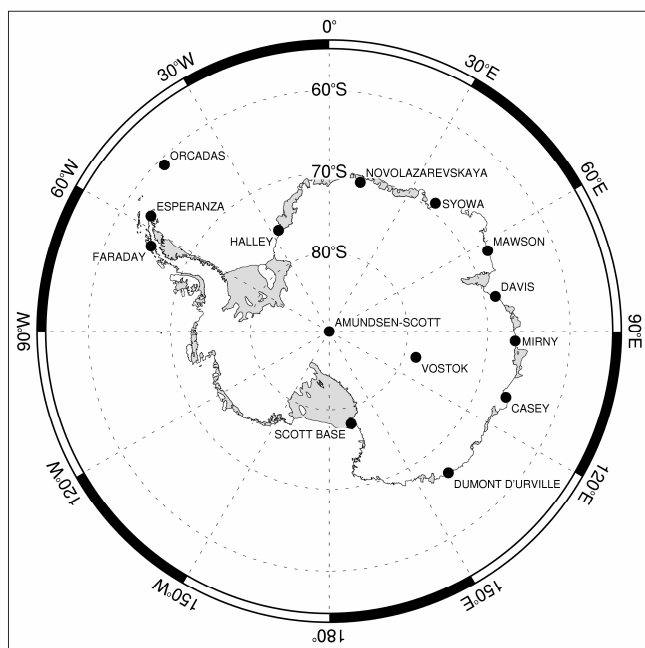 0°
30°W
30°E
60°S
ORCADAS
70°S
NOVOLAZAREVSKAYA
60°W
60°E
ESPERANZA
SYOWA
HALLEY
MAWSON
FARADAY
80°S
DAVIS
90°W
AMUNDSEN-SCOTT
90°E
MIRNY
VOSTOK
CASEY
SCOTT BASE
120°W
DUMONT D'URVILLE
120°E
150°W
150°E
180°